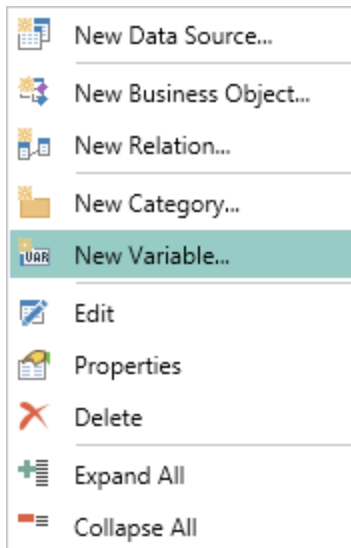 New Data Source...
New Business Object...
New Relation...
New Category...
VAR New Variable...
Edit
Properties
Delete
Expand All
Collapse All